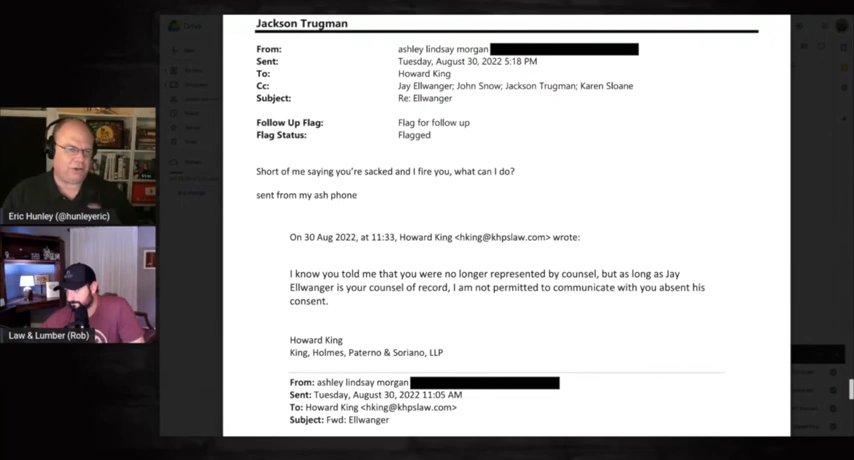 Jackson Trugman
From: ashley lindsay morgan
Sent: Tuesday, August 30, 2022 5:18 PM
To: Howard King
Cc: Jay Ellwanger; John Snow; Jackson Trugman; Karen Sloane
Subject: Re: Ellwanger
Follow Up Flag: Flag for follow up
Flag Status: Flagged
Short of me saying you're sacked and I fire you, what can I do?
sent from my ash phone
On 30 Aug 2022, at 11:33, Howard King <hking@khpslaw.com> wrote:
I know you told me that you were no longer represented by counsel, but as long as Jay
Ellwanger is your counsel of record, I am not permitted to communicate with you absent his
consent.
Howard King
King, Holmes, Paterno & Soriano, LLP
From: ashley lindsay morgan
Sent: Tuesday, August 30, 2022 11:05 AM
To: Howard King <hking@khpslaw.com>
Subject: Fwd: Ellwanger
Eric Hunley (@hunleyeric)
Law & Lumber (Rob)
Drive